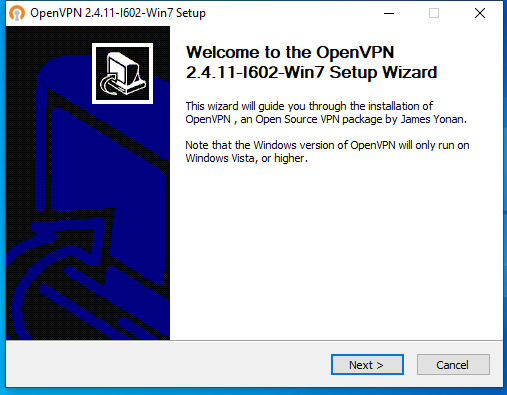 OpenVPN 2.4.11-I602-Win7 Setup
Welcome to the OpenVPN
2.4.11-I602-Win7 Setup Wizard
This wizard will guide you through the installation of
OpenVPN , an Open Source VPN package by James Yonan.
Note that the Windows version of OpenVPN will only run on
Windows Vista, or higher.
Next >
Cancel